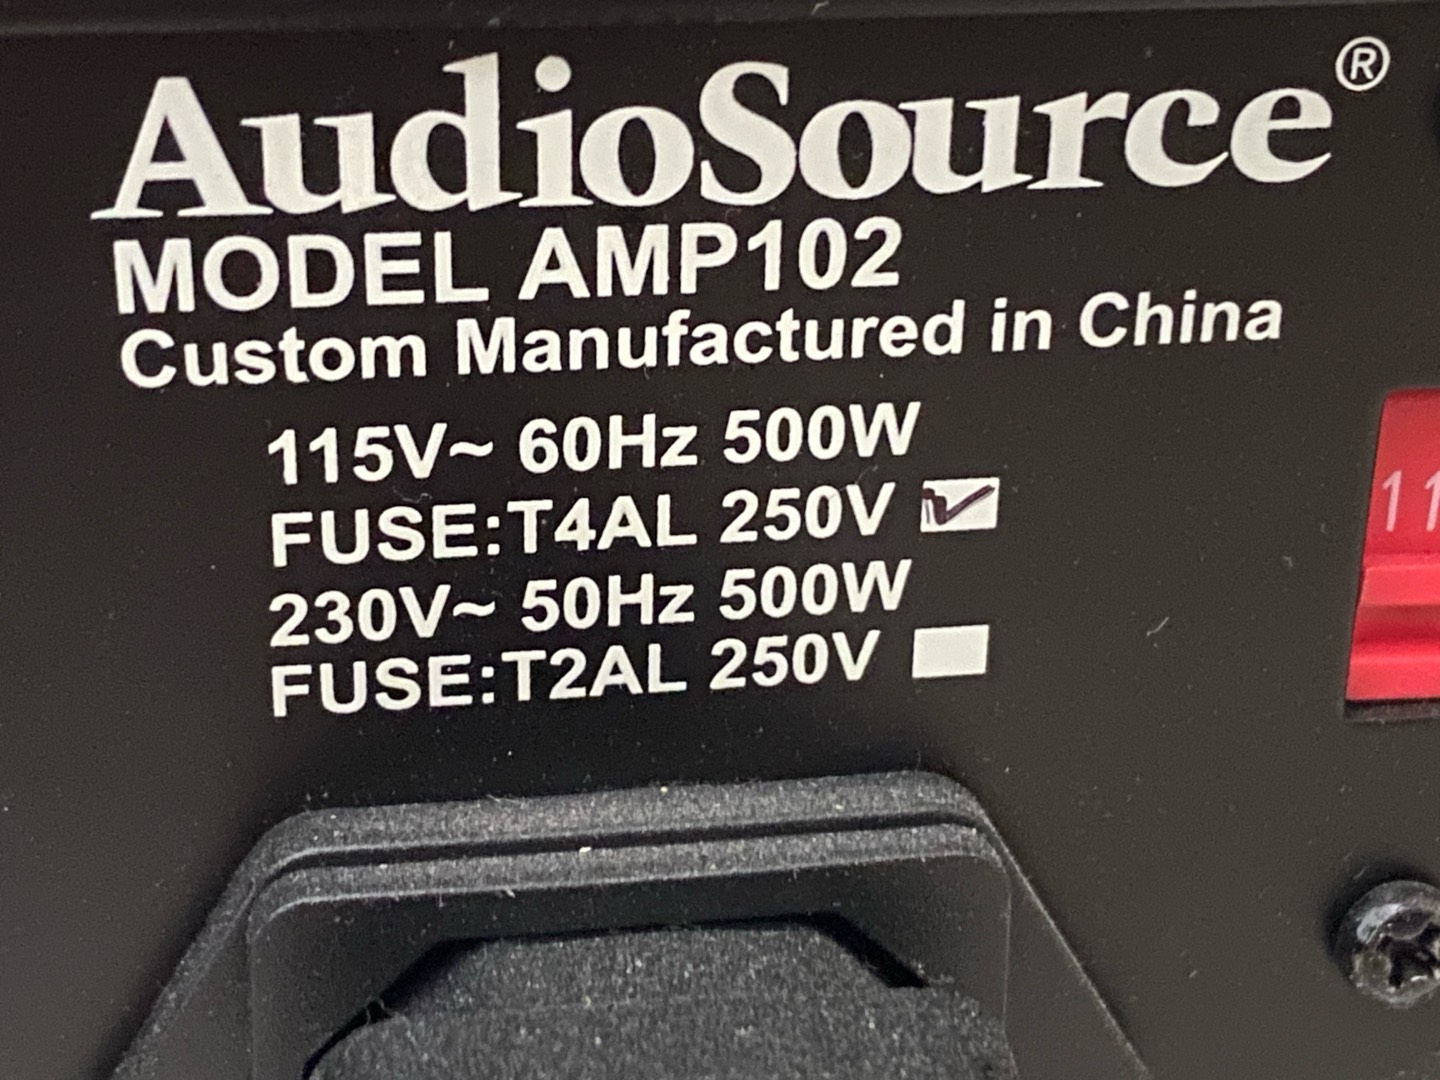 AudioSource®
MODEL AMP102
Custom Manufactured in China
115V~ 60Hz 500W
FUSE:T4AL 250V
230V~ 50Hz 500W
FUSE:T2AL 250V